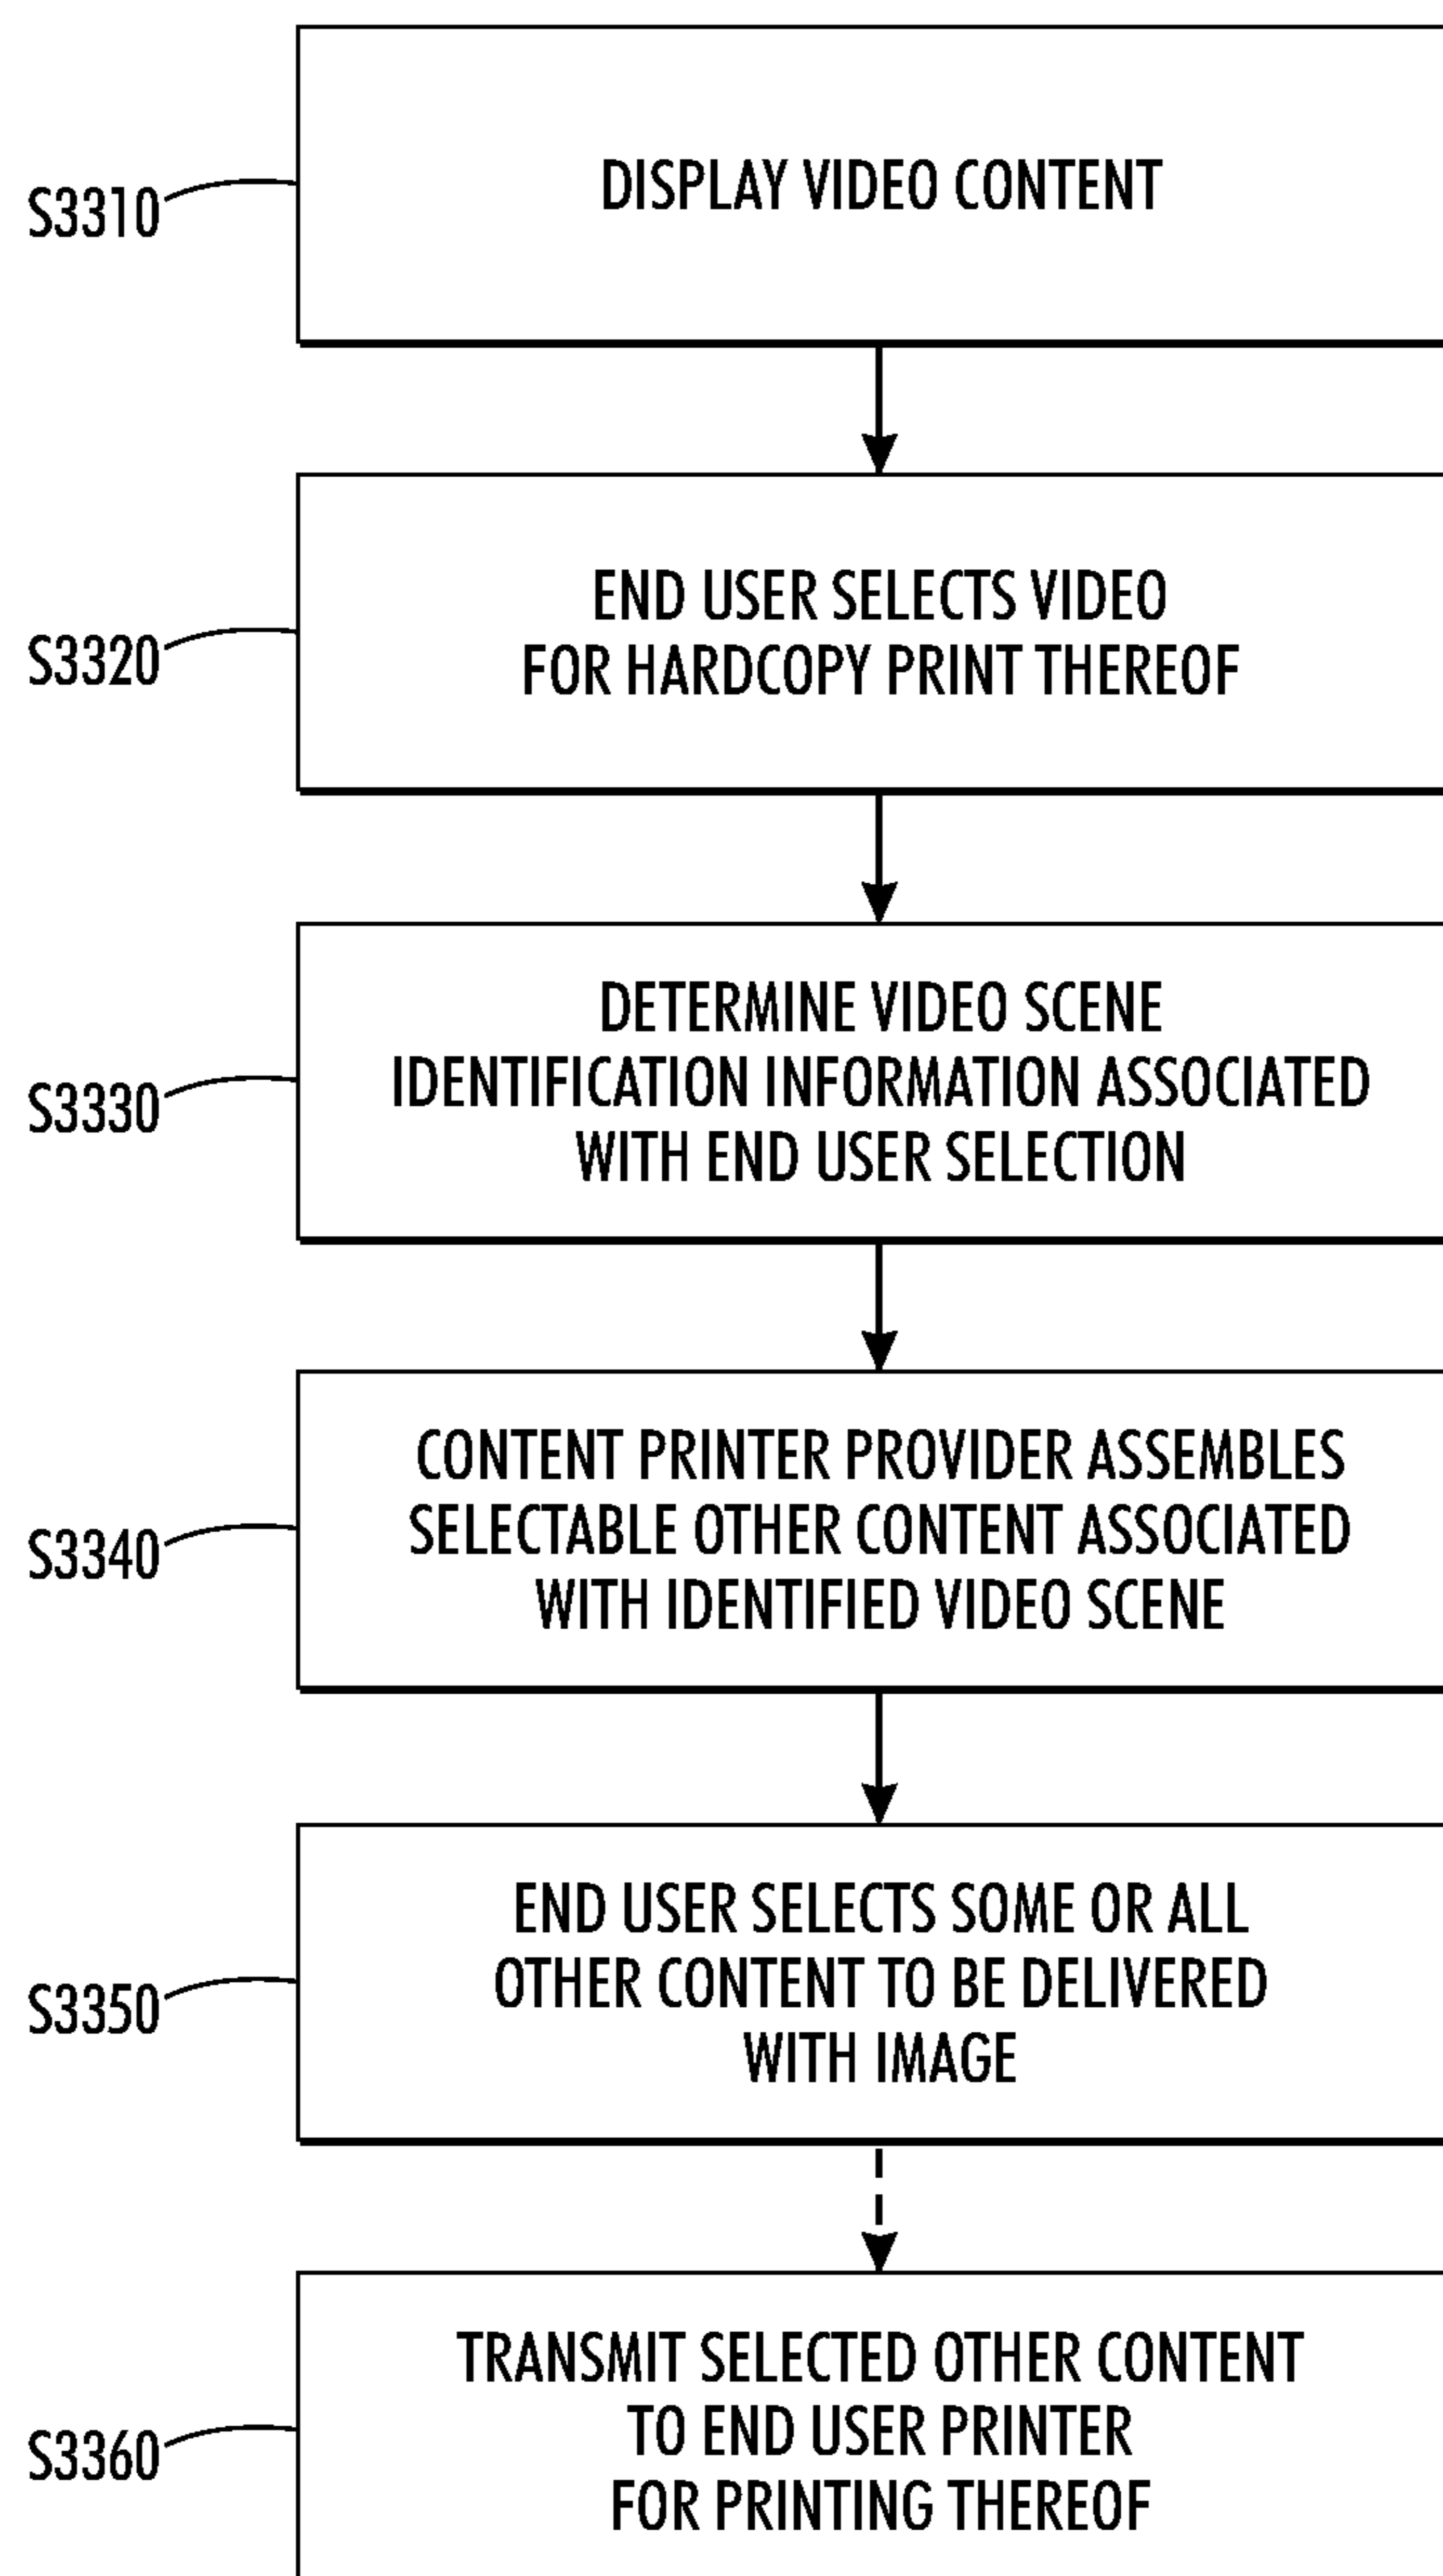 S3310
DISPLAY VIDEO CONTENT
S3320
END USER SELECTS VIDEO
FOR HARDCOPY PRINT THEREOF
S3330
DETERMINE VIDEO SCENE
IDENTIFICATION INFORMATION ASSOCIATED
WITH END USER SELECTION
S3340
CONTENT PRINTER PROVIDER ASSEMBLES
SELECTABLE OTHER CONTENT ASSOCIATED
WITH IDENTIFIED VIDEO SCENE
S3350
END USER SELECTS SOME OR ALL
OTHER CONTENT TO BE DELIVERED
WITH IMAGE
S3360
TRANSMIT SELECTED OTHER CONTENT
TO END USER PRINTER
FOR PRINTING THEREOF